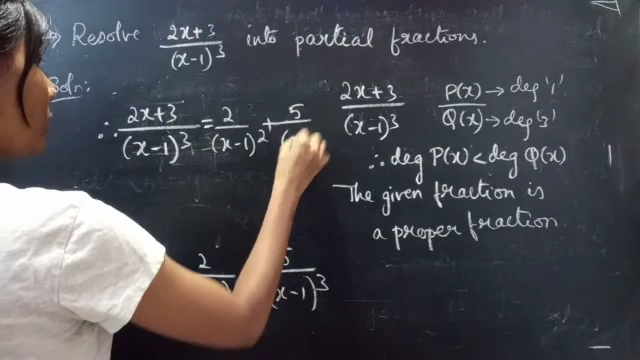 Resolve (2x+3)/(x-1)³ into partial fractions.
Soln:
∴ (2x+3)/(x-1)³ = 2/(x-1)² + 5/(
(2x+3)/(x-1)³ P(x) → deg '1'
Q(x) → deg '3'
∴ deg P(x) < deg Q(x)
The given fraction is
a proper fraction
2 5/(x-1)³